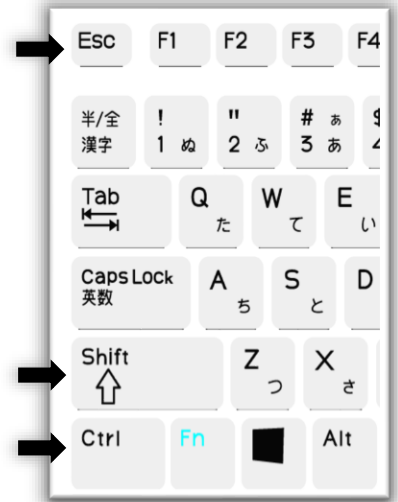 Esc F1 F2 F3 F4
半/全 ! " # ぁ $
漢字 1 ぬ 2 ふ 3 あ 4
Tab Q た W て E い
Caps Lock A ち S と D
英数
Shift Z つ X さ
Ctrl Fn Alt